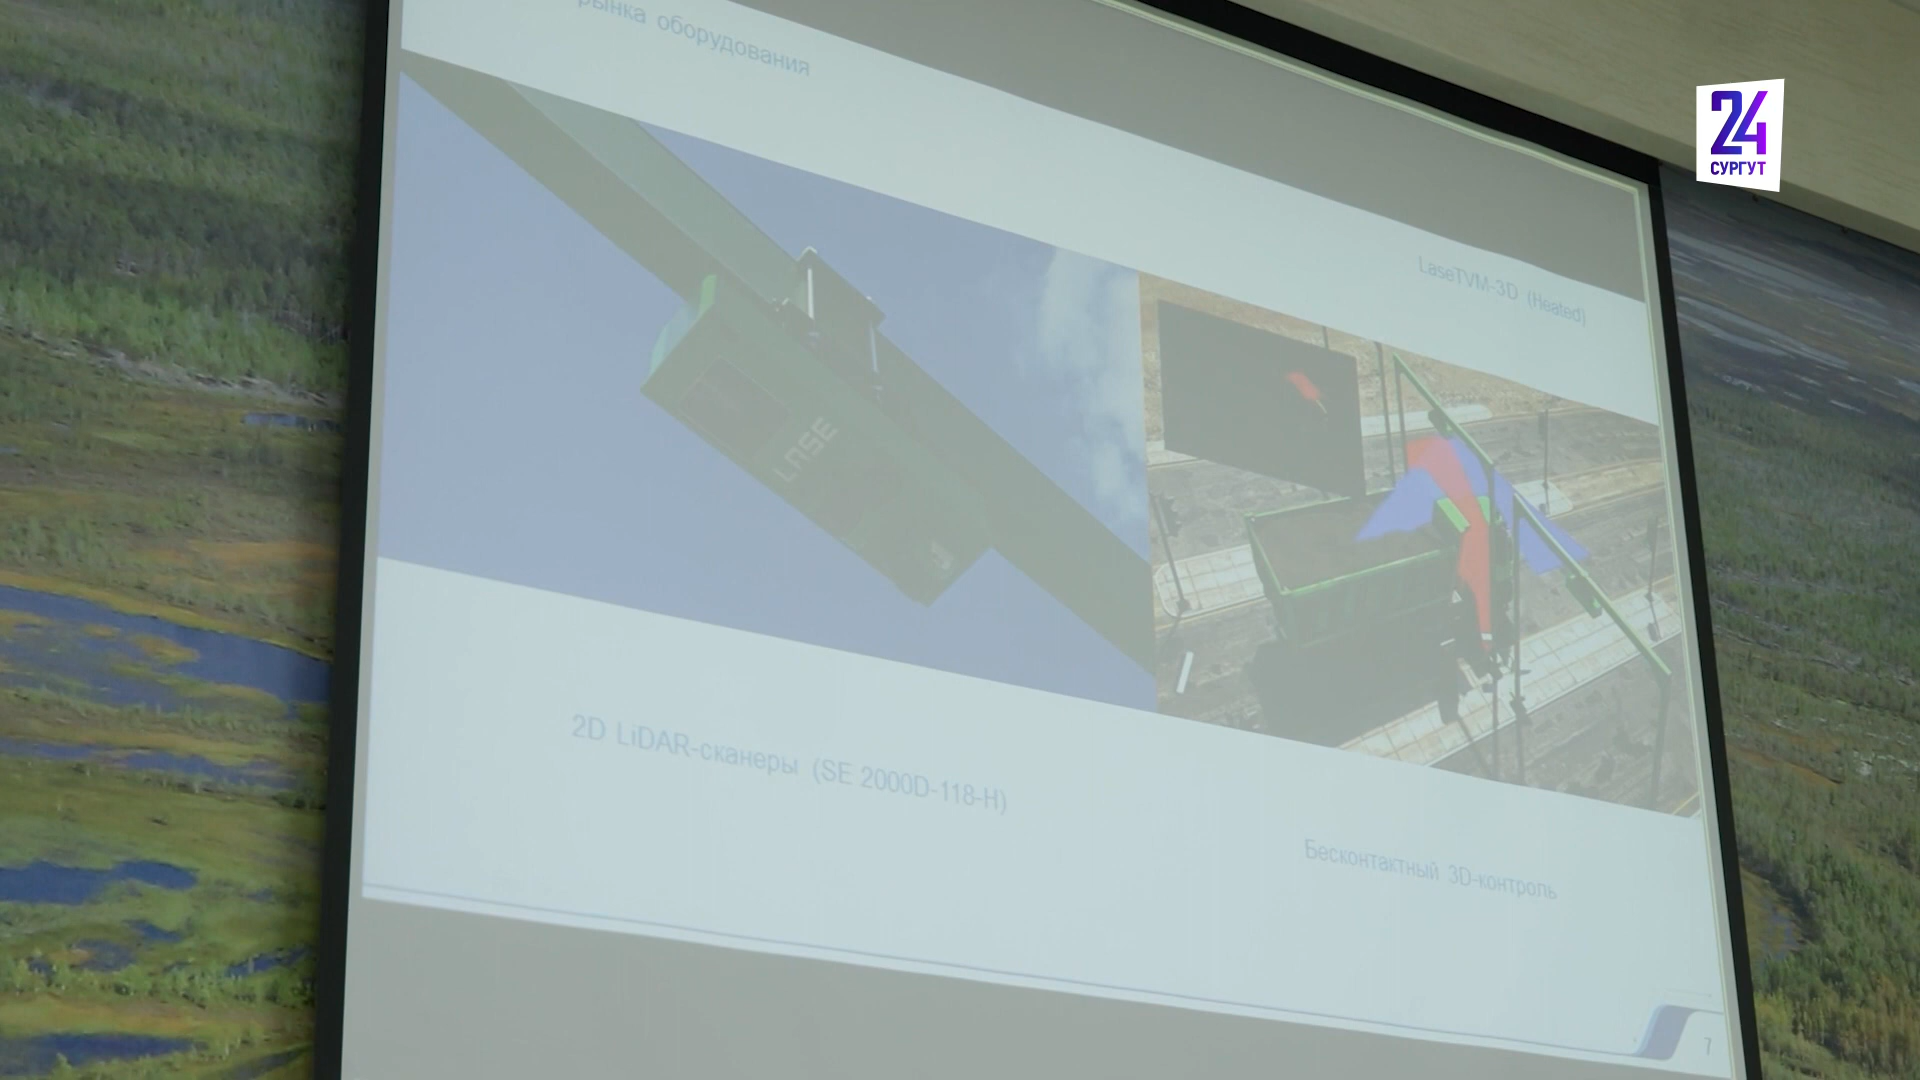 рынка оборудования
24
СУРГУТ
LaseTVM-3D (Heated)
LASE
2D LiDAR-сканеры (SE 2000D-118-H)
Бесконтактный 3D-контроль
7